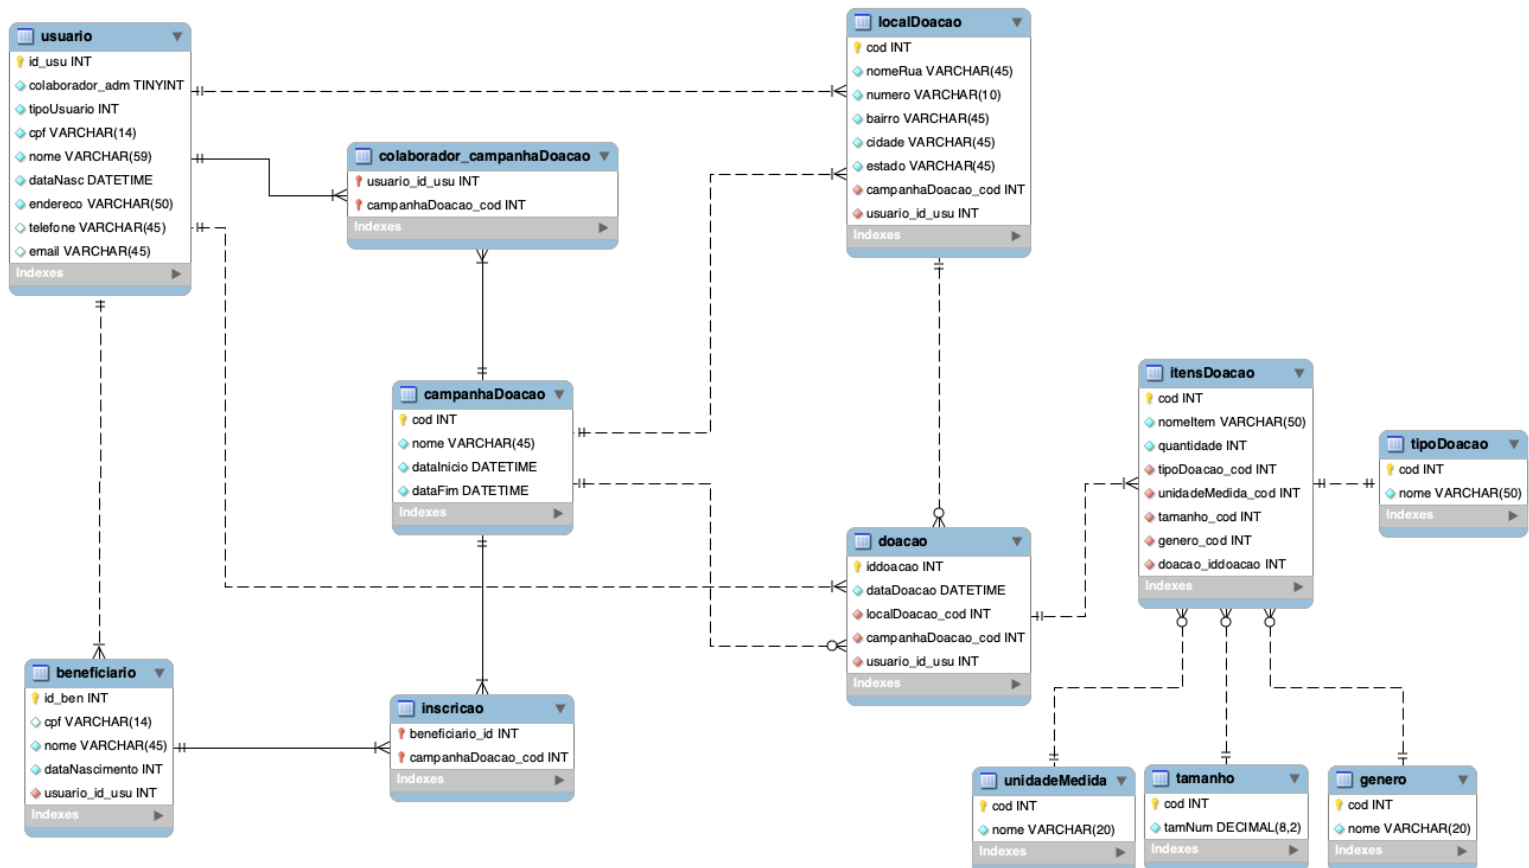 usuario
id_usu INT
colaborador_adm TINYINT
tipoUsuario INT
cpf VARCHAR(14)
nome VARCHAR(59)
dataNasc DATETIME
endereco VARCHAR(50)
telefone VARCHAR(45)
email VARCHAR(45)
Indexes
colaborador_campanhaDoacao
usuario_id_usu INT
campanhaDoacao_cod INT
Indexes
localDoacao
cod INT
nomeRua VARCHAR(45)
numero VARCHAR(10)
bairro VARCHAR(45)
cidade VARCHAR(45)
estado VARCHAR(45)
campanhaDoacao_cod INT
usuario_id_usu INT
Indexes
campanhaDoacao
cod INT
nome VARCHAR(45)
dataInicio DATETIME
dataFim DATETIME
Indexes
itensDoacao
cod INT
nomeItem VARCHAR(50)
quantidade INT
tipoDoacao_cod INT
unidadeMedida_cod INT
tamanho_cod INT
genero_cod INT
doacao_iddoacao INT
Indexes
tipoDoacao
cod INT
nome VARCHAR(50)
Indexes
doacao
iddoacao INT
dataDoacao DATETIME
localDoacao_cod INT
campanhaDoacao_cod INT
usuario_id_usu INT
Indexes
beneficiario
id_ben INT
cpf VARCHAR(14)
nome VARCHAR(45)
dataNascimento INT
usuario_id_usu INT
Indexes
inscricao
beneficiario_id INT
campanhaDoacao_cod INT
Indexes
unidadeMedida
cod INT
nome VARCHAR(20)
Indexes
tamanho
cod INT
tamNum DECIMAL(8,2)
Indexes
genero
cod INT
nome VARCHAR(20)
Indexes